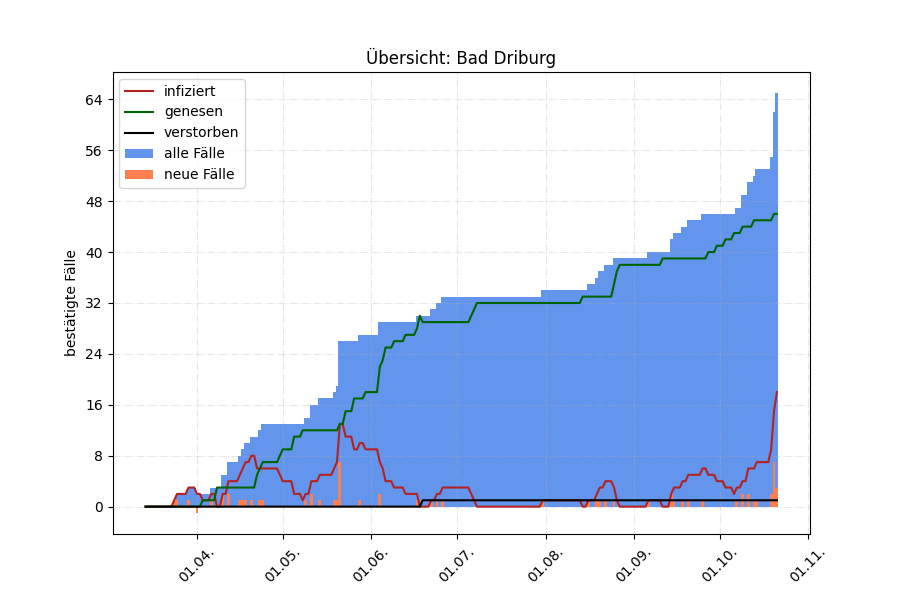 Übersicht: Bad Driburg
infiziert
genesen
verstorben
alle Fälle
neue Fälle
bestätigte Fälle
64
56
48
40
32
24
16
8
0
01.04.
01.05.
01.06.
01.07.
01.08.
01.09.
01.10.
01.11.